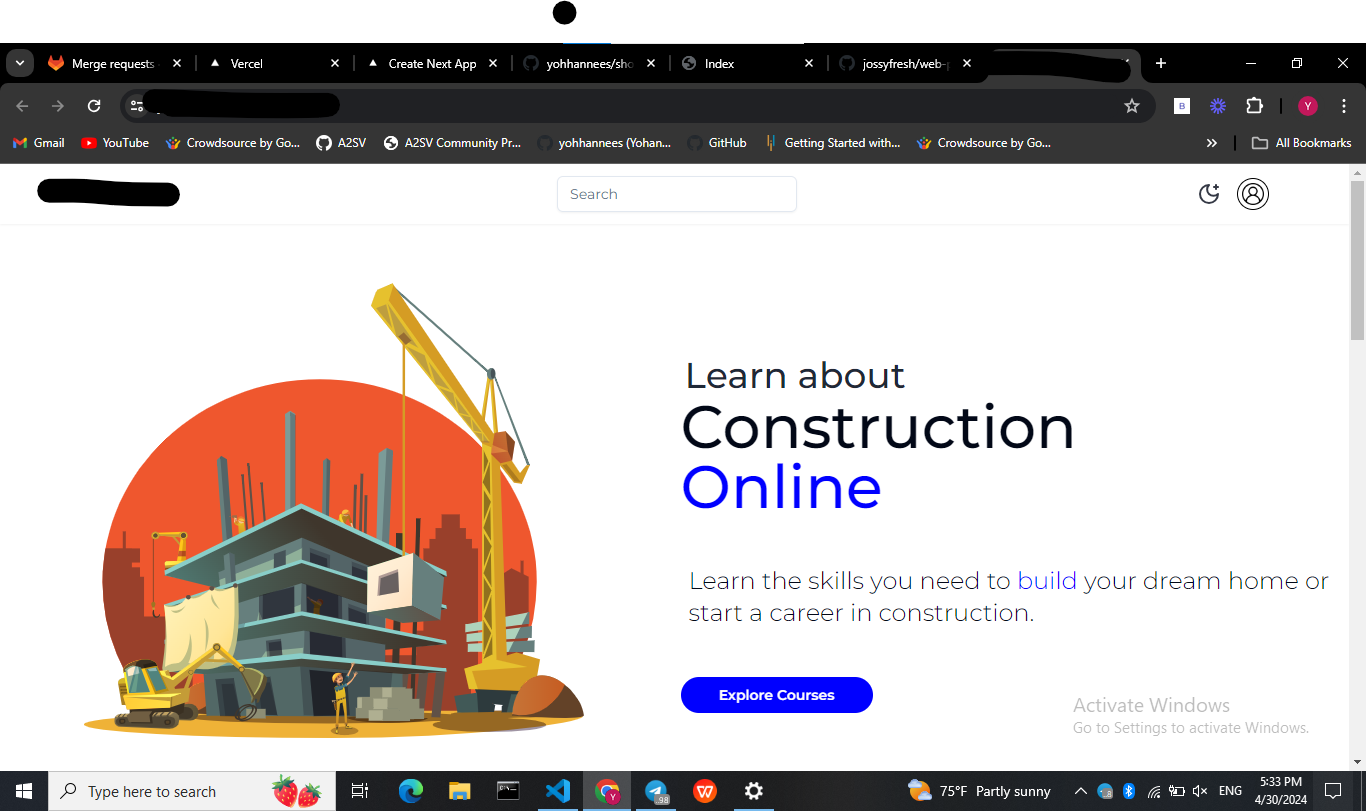 Merge requests
Vercel
Create Next App
yohhannees/sho
Index
jossyfresh/web-p
B
Y
Gmail
YouTube
Crowdsource by Go...
A2SV
A2SV Community Pr...
yohhannees (Yohan...
GitHub
Getting Started with...
Crowdsource by Go...
All Bookmarks
Search
Learn about
Construction
Online
Learn the skills you need to build your dream home or
start a career in construction.
Explore Courses
Activate Windows
Go to Settings to activate Windows.
Type here to search
Y
98
75°F Partly sunny
ENG
5:33 PM
4/30/2024